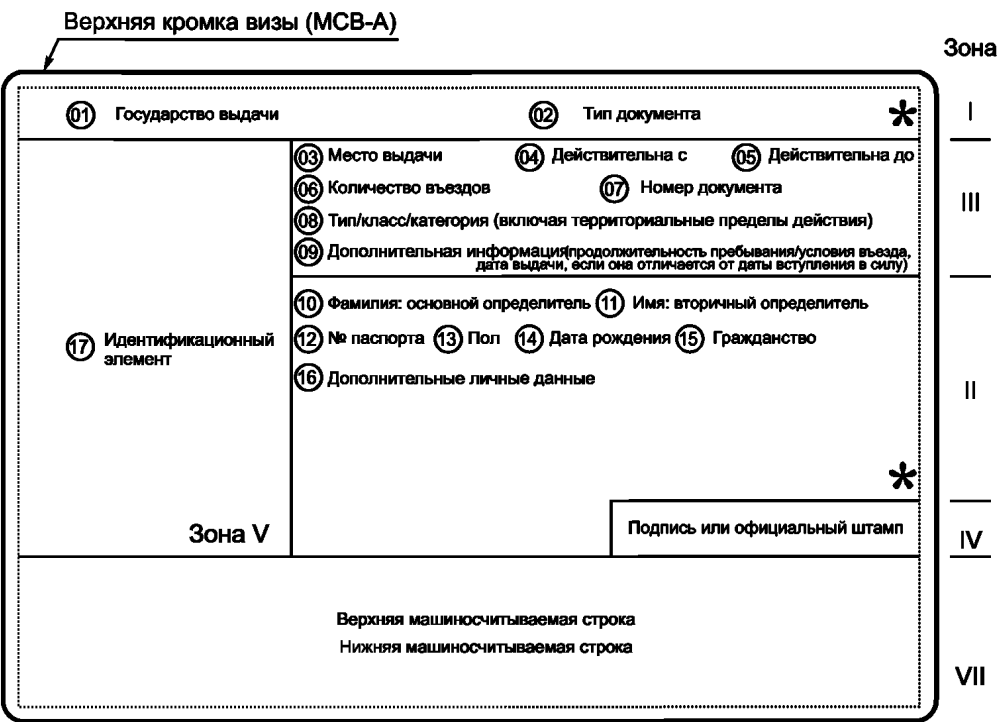 Верхняя кромка визы (МСВ-А)
Зона
01 Государство выдачи 02 Тип документа * I
03 Место выдачи 04 Действительна с 05 Действительна до
06 Количество въездов 07 Номер документа
III
08 Тип/класс/категория (включая территориальные пределы действия)
09 Дополнительная информация(продолжительность пребывания/условия въезда,
дата выдачи, если она отличается от даты вступления в силу)
10 Фамилия: основной определитель 11 Имя: вторичный определитель
17 Идентификационный
элемент
12 № паспорта 13 Пол 14 Дата рождения 15 Гражданство
16 Дополнительные личные данные
II
*
Зона V
Подпись или официальный штамп
IV
Верхняя машиносчитываемая строка
Нижняя машиносчитываемая строка
VII